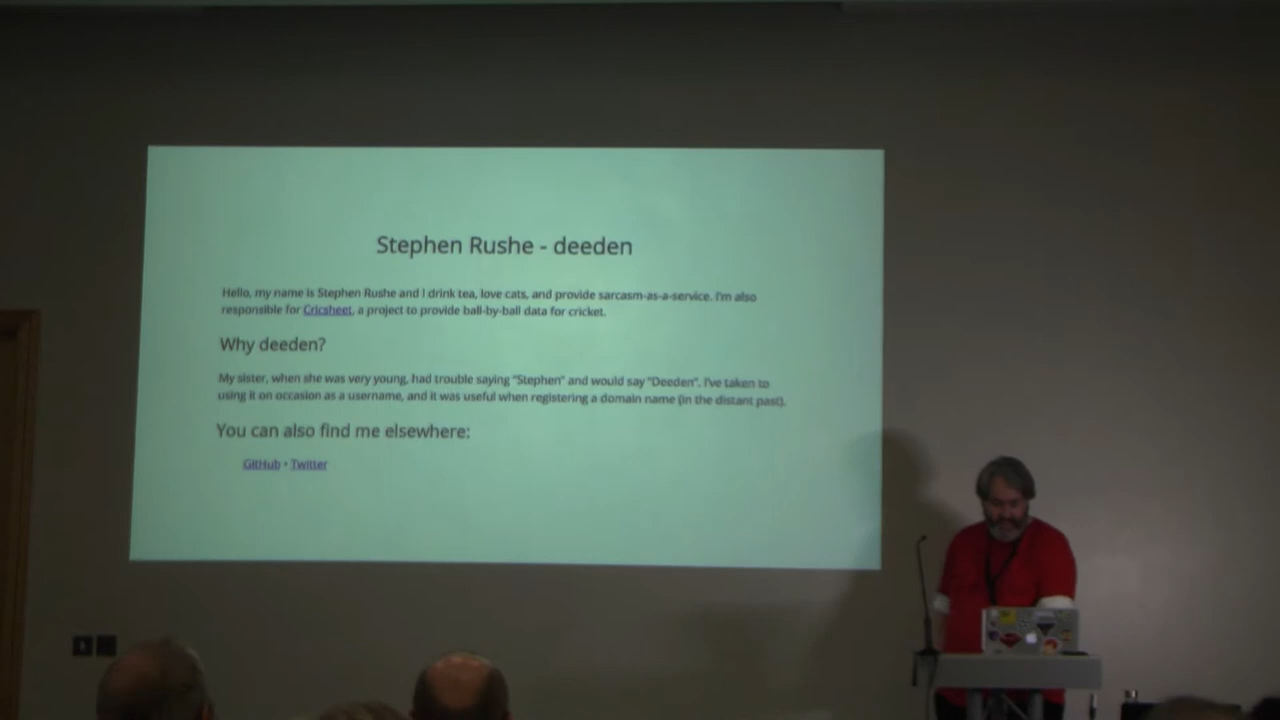 Stephen Rushe - deeden
Hello, my name is Stephen Rushe and I drink tea, love cats, and provide sarcasm-as-a-service. I'm also
responsible for Cricsheet, a project to provide ball-by-ball data for cricket.
Why deeden?
My sister, when she was very young, had trouble saying "Stephen" and would say "Deeden". I've taken to
using it on occasion as a username, and it was useful when registering a domain name (in the distant past).
You can also find me elsewhere:
GitHub • Twitter